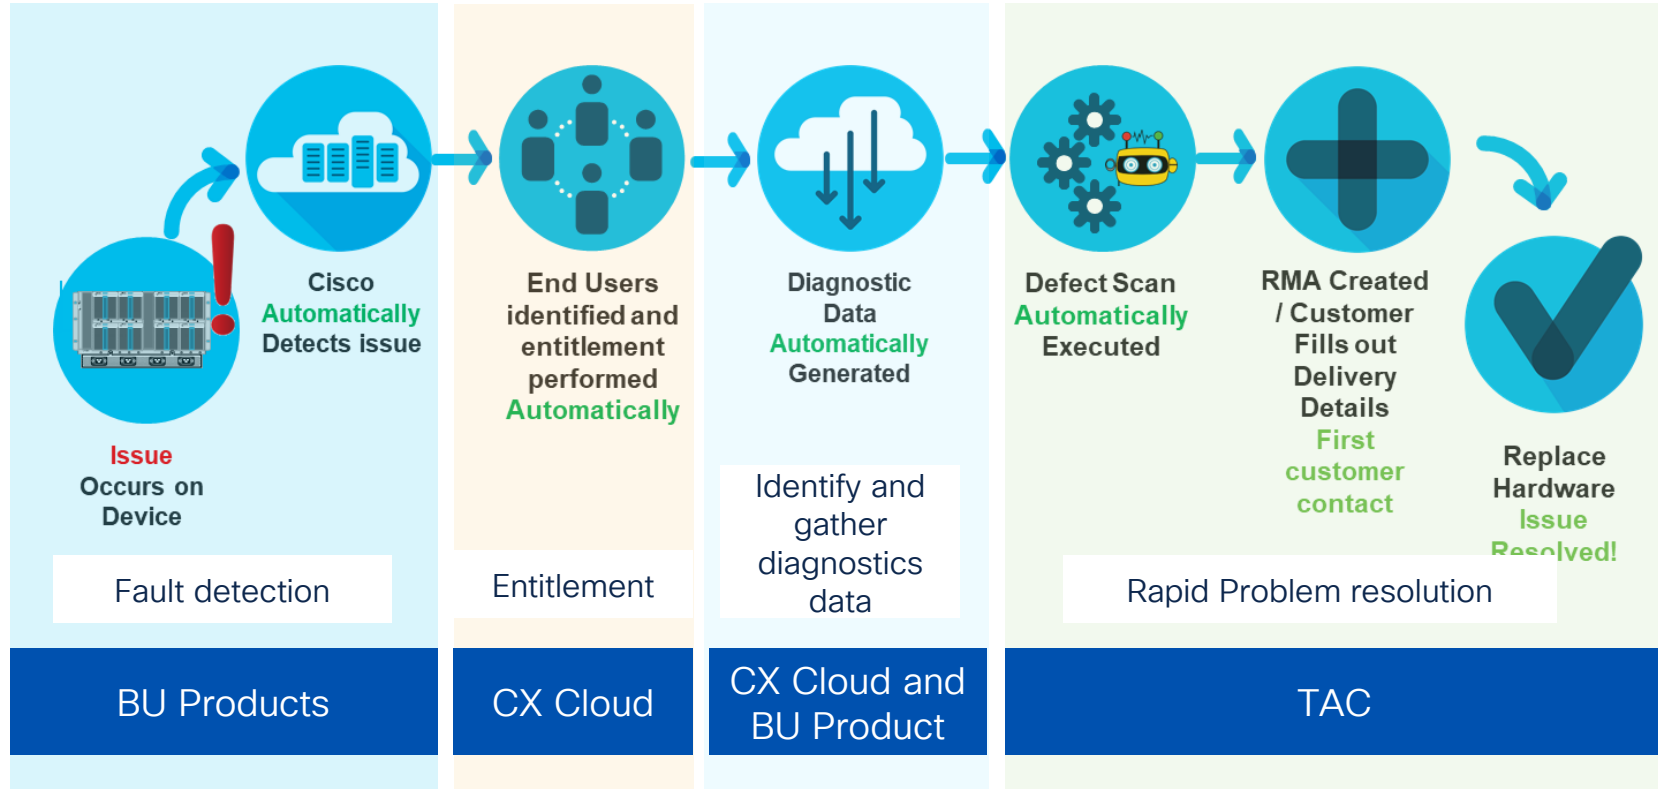 Issue
Occurs on
Device
Cisco
Automatically
Detects issue
End Users
identified and
entitlement
performed
Automatically
Diagnostic
Data
Automatically
Generated
Defect Scan
Automatically
Executed
RMA Created
/ Customer
Fills out
Delivery
Details
First
customer
contact
Replace
Hardware
Issue
Resolved!
Fault detection
Entitlement
Identify and
gather
diagnostics
data
Rapid Problem resolution
BU Products
CX Cloud
CX Cloud and
BU Product
TAC